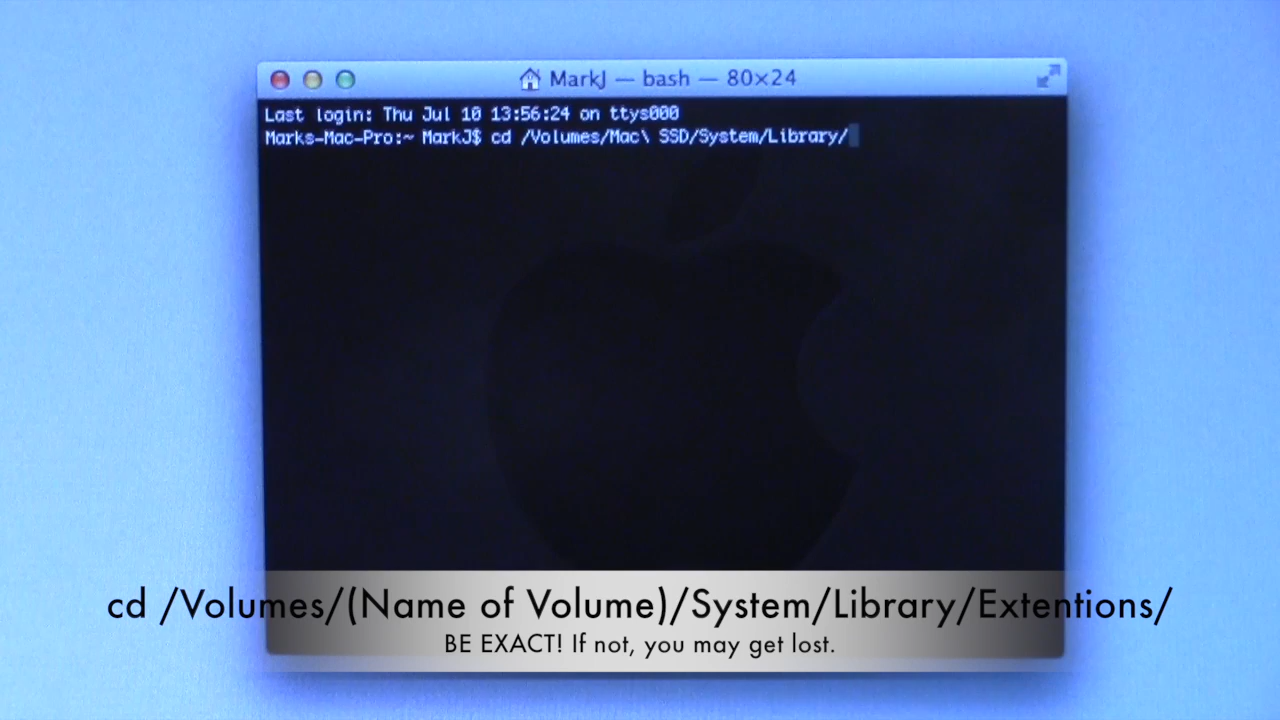 MarkJ — bash — 80×24
Last login: Thu Jul 10 13:56:24 on ttys000
Marks-Mac-Pro:~ MarkJ$ cd /Volumes/Mac\ SSD/System/Library/
cd /Volumes/(Name of Volume)/System/Library/Extentions/
BE EXACT! If not, you may get lost.